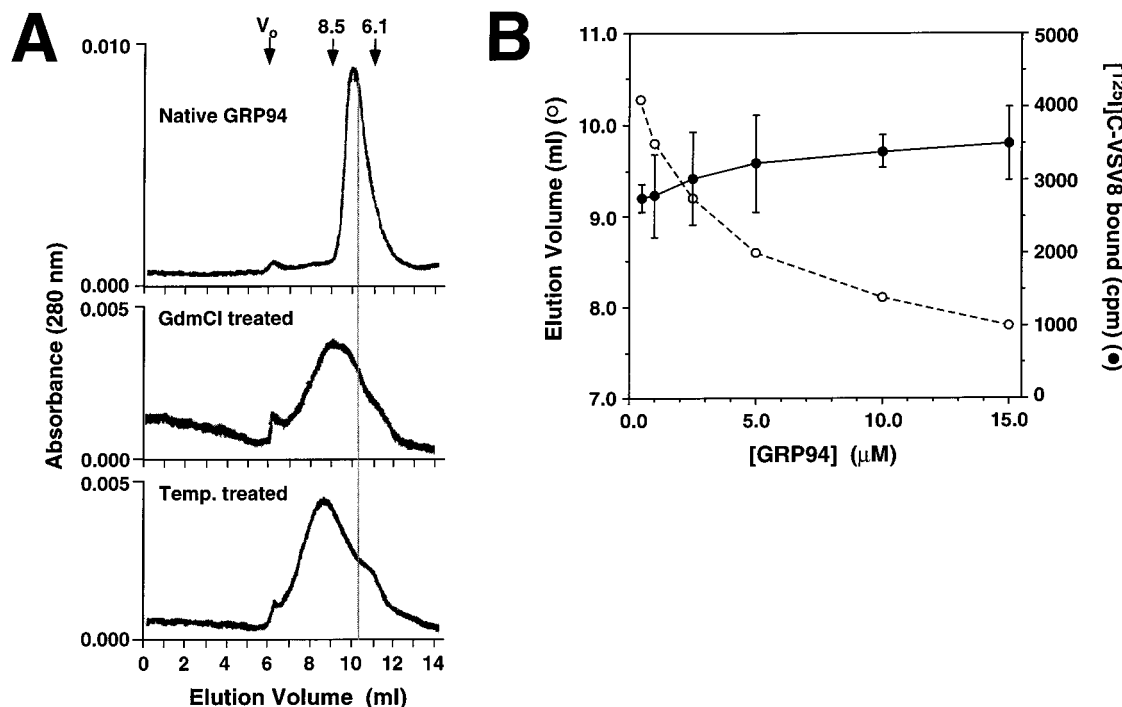 A
V₀ 8.5 6.1
0.010
Native GRP94
0.000
0.005
GdmCl treated
0.000
0.005
Temp. treated
0.000
0 2 4 6 8 10 12 14
Elution Volume (ml)
Absorbance (280 nm)
B
11.0
10.0
9.0
8.0
7.0
Elution Volume (ml) (○)
5000
4000
3000
2000
1000
0
[¹²⁵I]C-VSV8 bound (cpm) (●)
0.0 5.0 10.0 15.0
[GRP94] (μM)